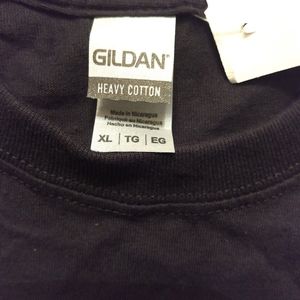 GILDAN
HEAVY COTTON
Made in Nicaragua
Fabriqué au Nicaragua
Hecho en Nicaragua
XL | TG | EG